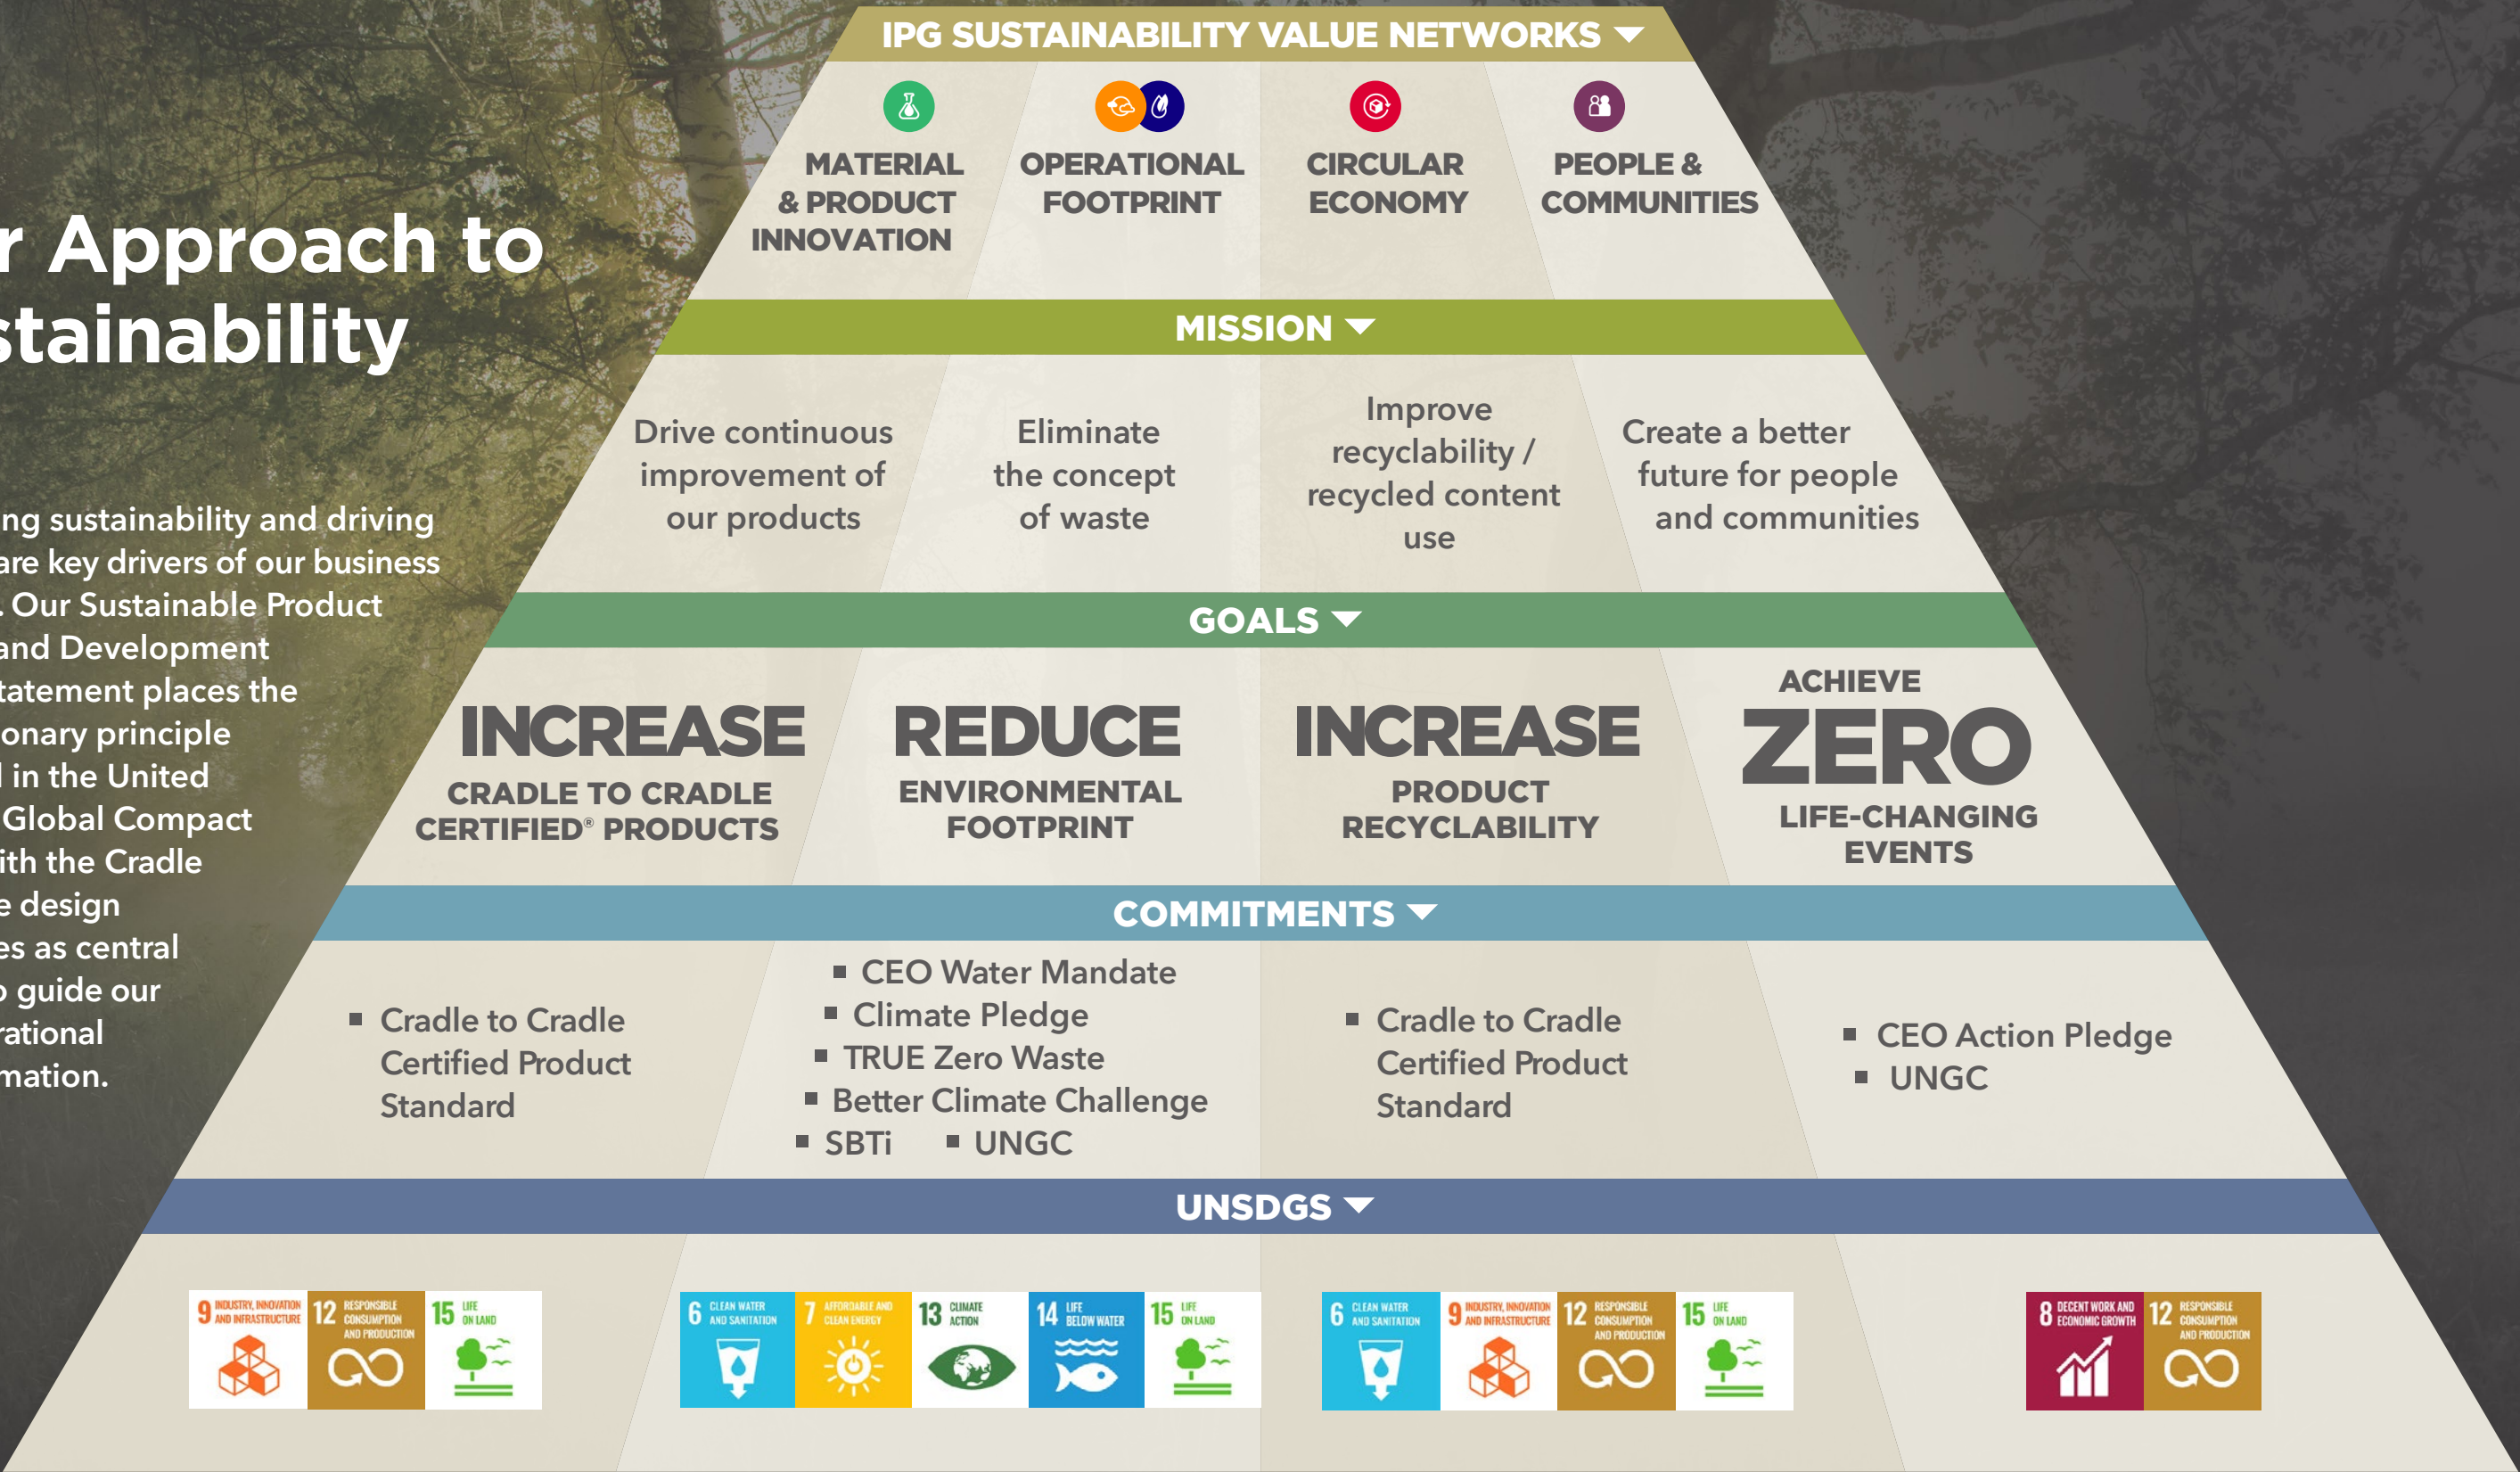 r Approach to
stainability
ng sustainability and driving
are key drivers of our business
. Our Sustainable Product
and Development
tatement places the
onary principle
l in the United
Global Compact
ith the Cradle
e design
es as central
o guide our
rational
mation.
IPG SUSTAINABILITY VALUE NETWORKS
MATERIAL
& PRODUCT
INNOVATION
OPERATIONAL
FOOTPRINT
CIRCULAR
ECONOMY
PEOPLE &
COMMUNITIES
MISSION
Drive continuous
improvement of
our products
Eliminate
the concept
of waste
Improve
recyclability /
recycled content
use
Create a better
future for people
and communities
GOALS
INCREASE
CRADLE TO CRADLE
CERTIFIED® PRODUCTS
REDUCE
ENVIRONMENTAL
FOOTPRINT
INCREASE
PRODUCT
RECYCLABILITY
ACHIEVE
ZERO
LIFE-CHANGING
EVENTS
COMMITMENTS
▪ Cradle to Cradle
Certified Product
Standard
▪ CEO Water Mandate
▪ Climate Pledge
▪ TRUE Zero Waste
▪ Better Climate Challenge
▪ SBTi ▪ UNGC
▪ Cradle to Cradle
Certified Product
Standard
▪ CEO Action Pledge
▪ UNGC
UNSDGS
9 INDUSTRY, INNOVATION
AND INFRASTRUCTURE
12 RESPONSIBLE
CONSUMPTION
AND PRODUCTION
15 LIFE
ON LAND
6 CLEAN WATER
AND SANITATION
7 AFFORDABLE AND
CLEAN ENERGY
13 CLIMATE
ACTION
14 LIFE
BELOW WATER
15 LIFE
ON LAND
6 CLEAN WATER
AND SANITATION
9 INDUSTRY, INNOVATION
AND INFRASTRUCTURE
12 RESPONSIBLE
CONSUMPTION
AND PRODUCTION
15 LIFE
ON LAND
8 DECENT WORK AND
ECONOMIC GROWTH
12 RESPONSIBLE
CONSUMPTION
AND PRODUCTION